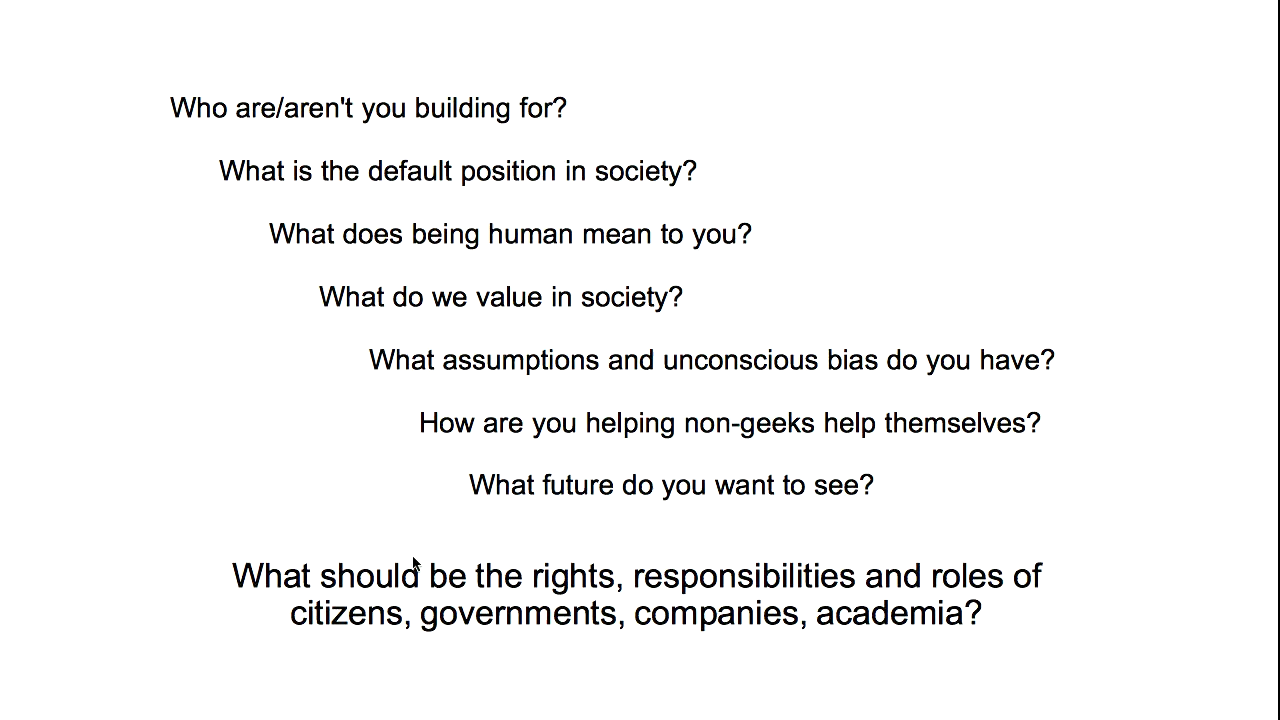 Who are/aren't you building for?
What is the default position in society?
What does being human mean to you?
What do we value in society?
What assumptions and unconscious bias do you have?
How are you helping non-geeks help themselves?
What future do you want to see?
What should be the rights, responsibilities and roles of
citizens, governments, companies, academia?